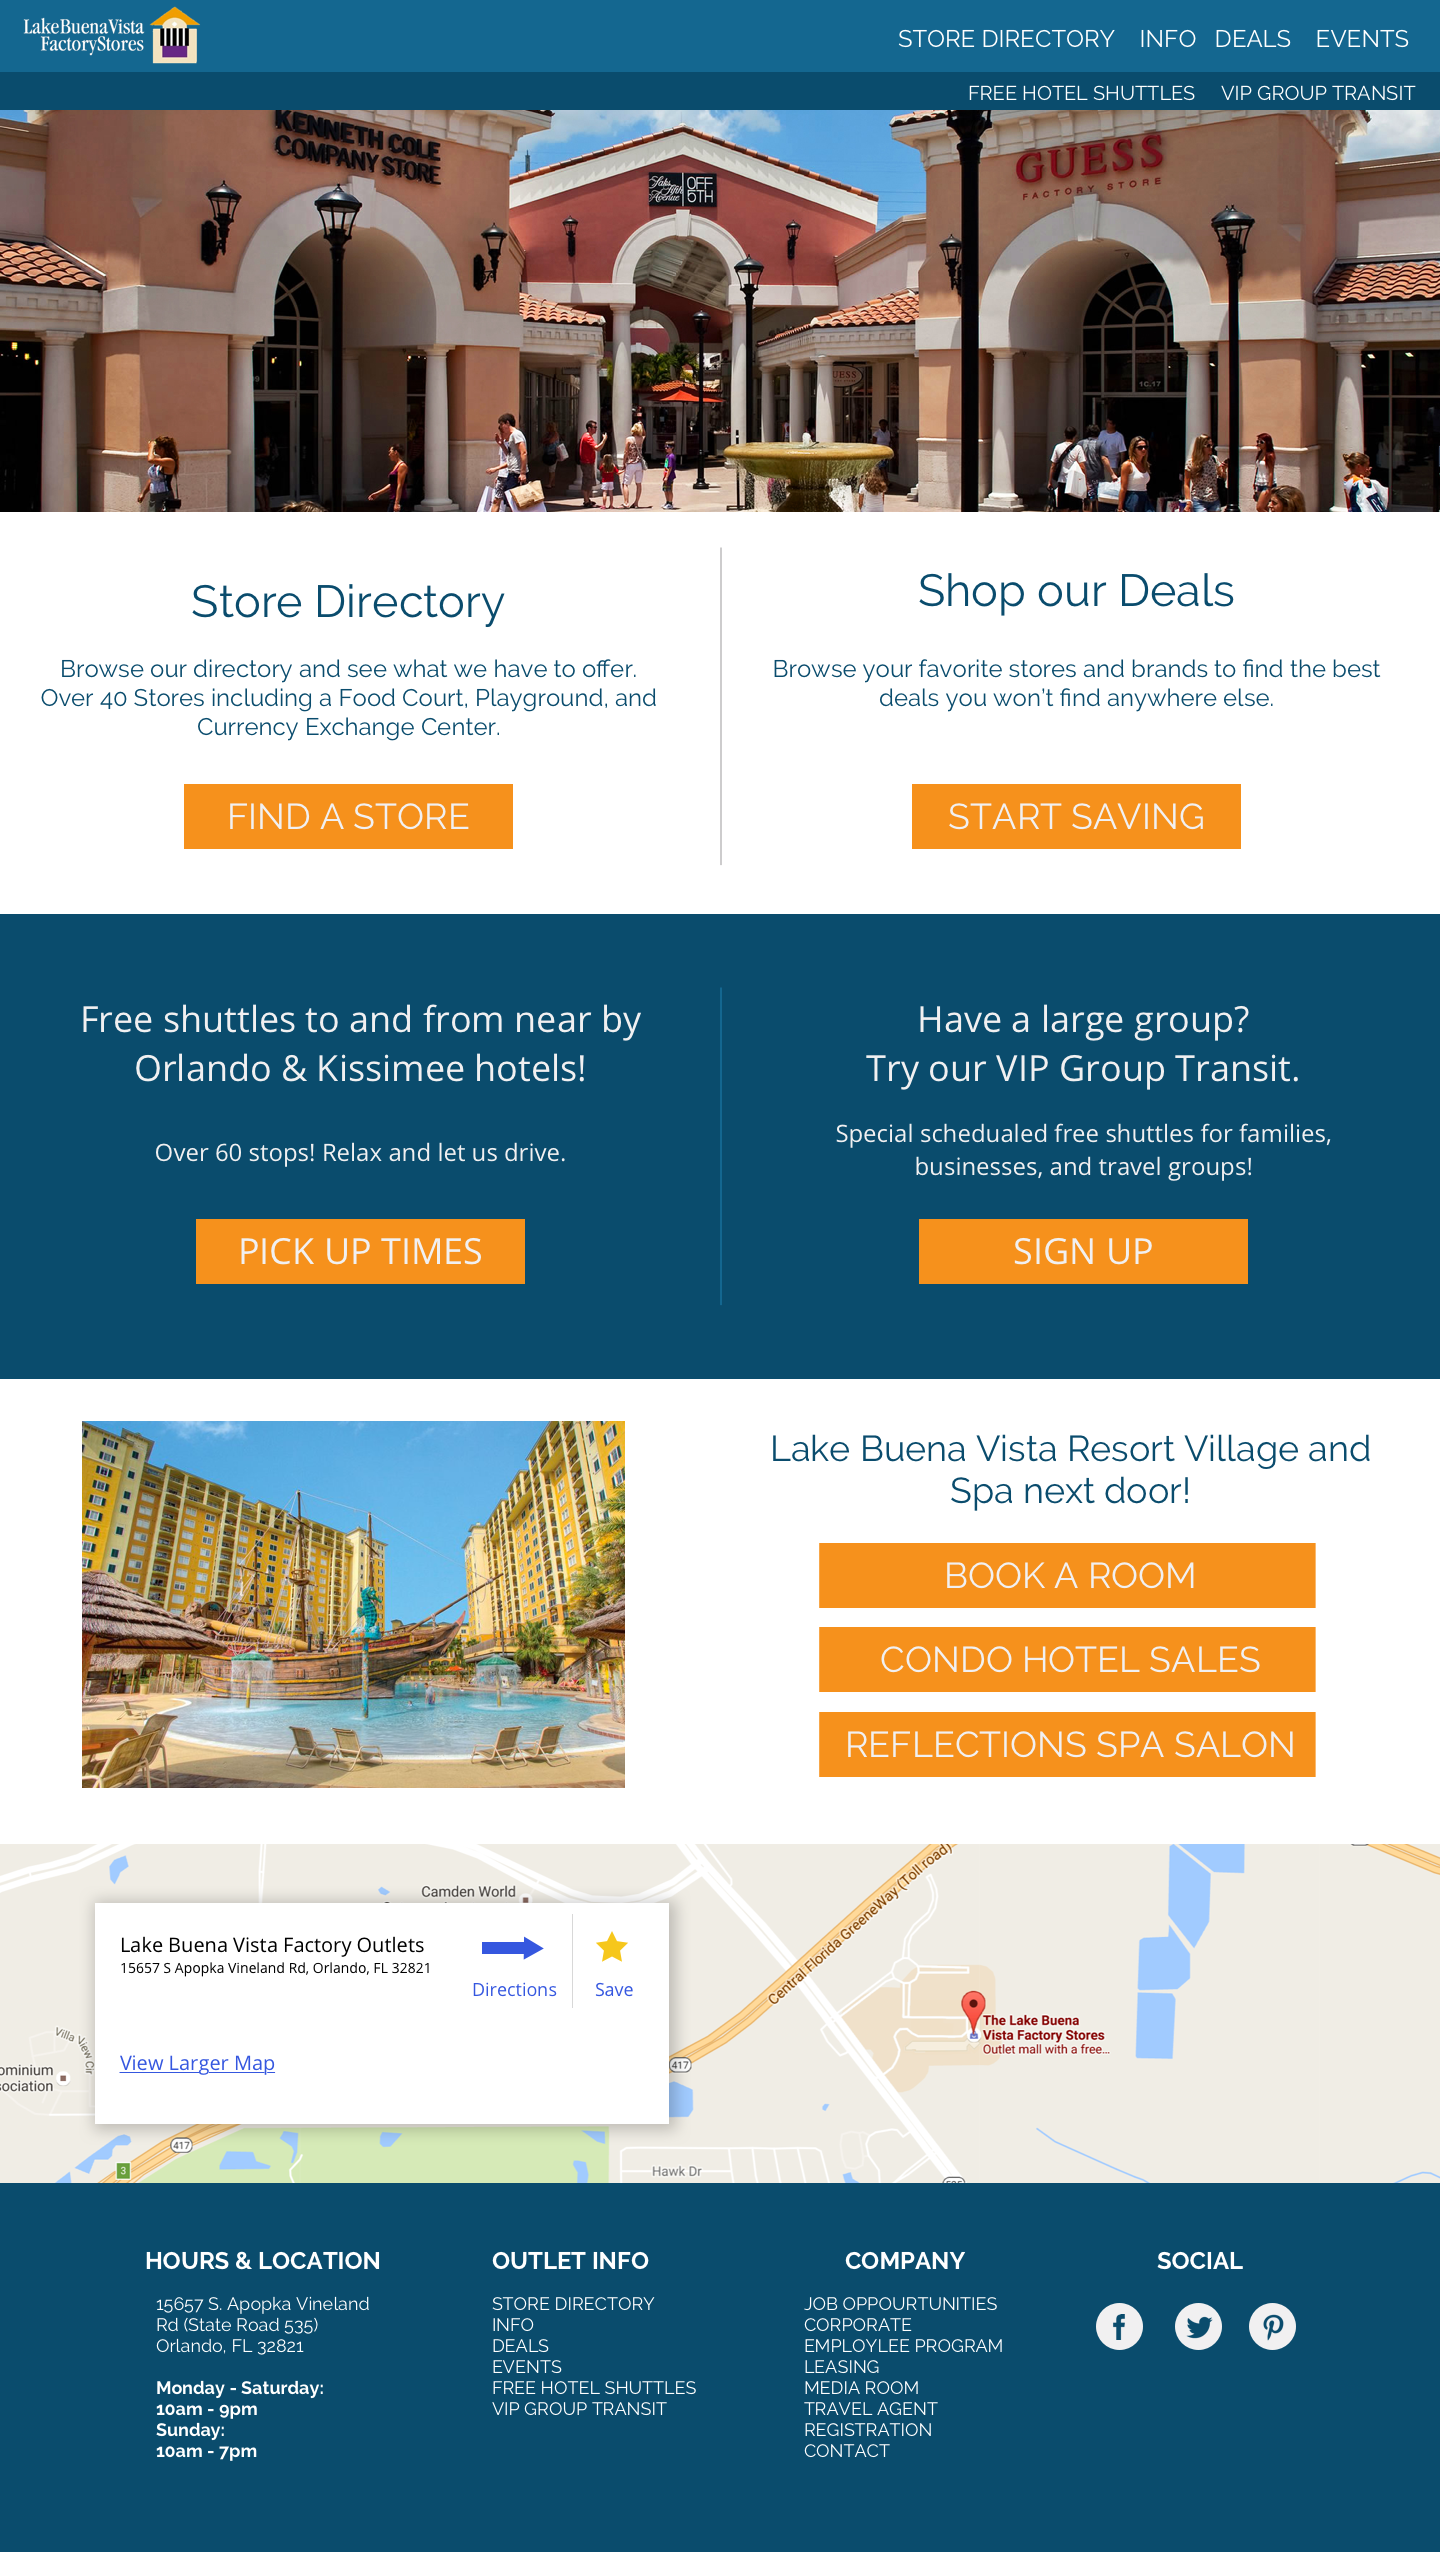 LakeBuenaVista
FactoryStores
STORE DIRECTORY INFO DEALS EVENTS
FREE HOTEL SHUTTLES VIP GROUP TRANSIT
KENNETH COLE
COMPANY STORE
Saks
Fifth
Avenue
OFF
5TH
GUESS
FACTORY STORE
GUESS
1C.17
Store Directory
Browse our directory and see what we have to offer.
Over 40 Stores including a Food Court, Playground, and
Currency Exchange Center.
FIND A STORE
Shop our Deals
Browse your favorite stores and brands to find the best
deals you won't find anywhere else.
START SAVING
Free shuttles to and from near by
Orlando & Kissimee hotels!
Over 60 stops! Relax and let us drive.
PICK UP TIMES
Have a large group?
Try our VIP Group Transit.
Special schedualed free shuttles for families,
businesses, and travel groups!
SIGN UP
Lake Buena Vista Resort Village and
Spa next door!
BOOK A ROOM
CONDO HOTEL SALES
REFLECTIONS SPA SALON
Camden World
Lake Buena Vista Factory Outlets
15657 S Apopka Vineland Rd, Orlando, FL 32821
Directions
Save
View Larger Map
Villa View Cir
ominium
sociation
417
3
417
Hawk Dr
Central Florida GreeneWay (Toll road)
The Lake Buena
Vista Factory Stores
Outlet mall with a free...
HOURS & LOCATION
15657 S. Apopka Vineland
Rd (State Road 535)
Orlando, FL 32821
Monday - Saturday:
10am - 9pm
Sunday:
10am - 7pm
OUTLET INFO
STORE DIRECTORY
INFO
DEALS
EVENTS
FREE HOTEL SHUTTLES
VIP GROUP TRANSIT
COMPANY
JOB OPPOURTUNITIES
CORPORATE
EMPLOYLEE PROGRAM
LEASING
MEDIA ROOM
TRAVEL AGENT
REGISTRATION
CONTACT
SOCIAL